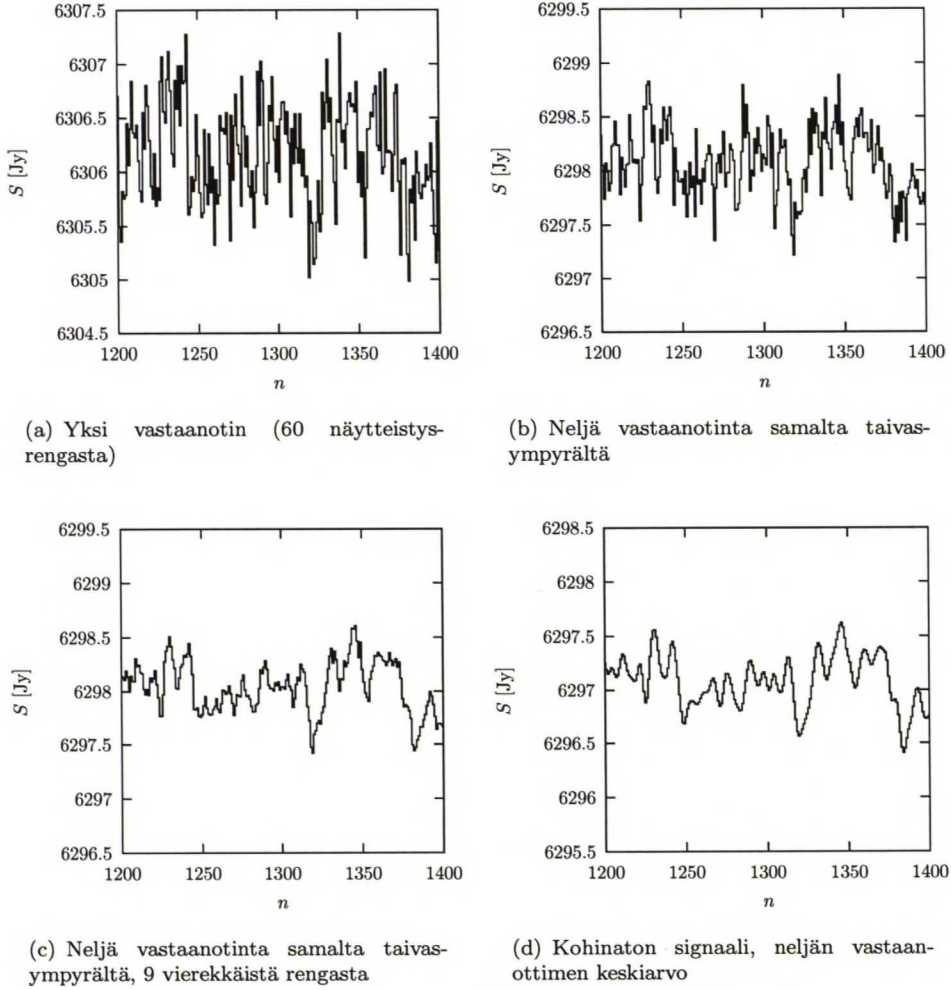 6307.5
6307
6306.5
6306
6305.5
6305
6304.5
S [Jy]
1200 1250 1300 1350 1400
n
(a) Yksi vastaanotin (60 näytteistys-
rengasta)
6299.5
6299
6298.5
6298
6297.5
6297
6296.5
S [Jy]
1200 1250 1300 1350 1400
n
(b) Neljä vastaanotinta samalta taivas-
ympyrältä
6299.5
6299
6298.5
6298
6297.5
6297
6296.5
S [Jy]
1200 1250 1300 1350 1400
n
(c) Neljä vastaanotinta samalta taivas-
ympyrältä, 9 vierekkäistä rengasta
6298.5
6298
6297.5
6297
6296.5
6296
6295.5
S [Jy]
1200 1250 1300 1350 1400
n
(d) Kohinaton signaali, neljän vastaan-
ottimen keskiarvo